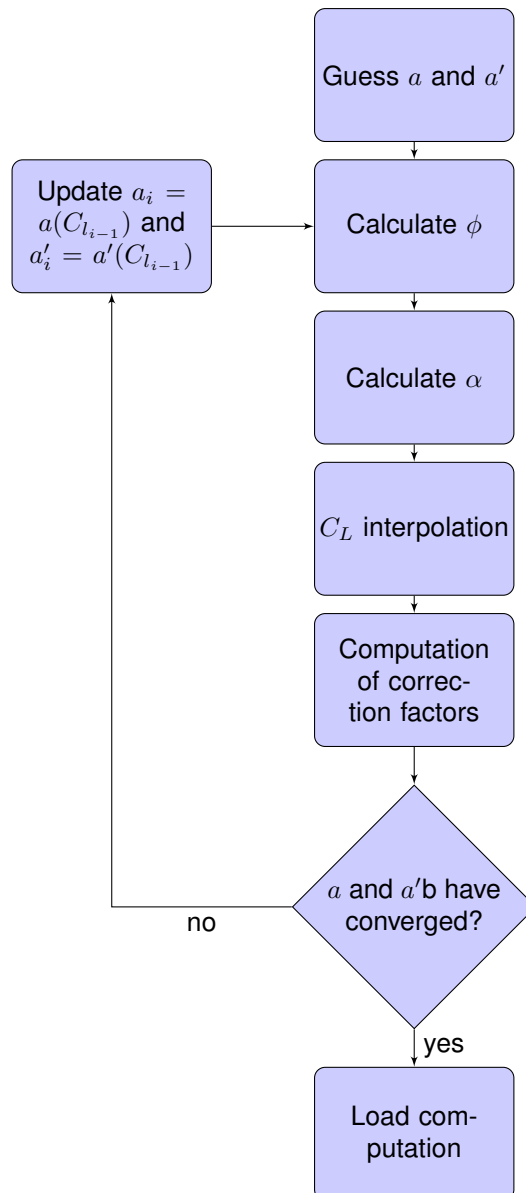 Guess a and a′
Update a_i =
a(C_{l_{i−1}}) and
a′_i = a′(C_{l_{i−1}})
Calculate ϕ
Calculate α
C_L interpolation
Computation
of correc-
tion factors
a and a′b have
converged?
no
yes
Load com-
putation